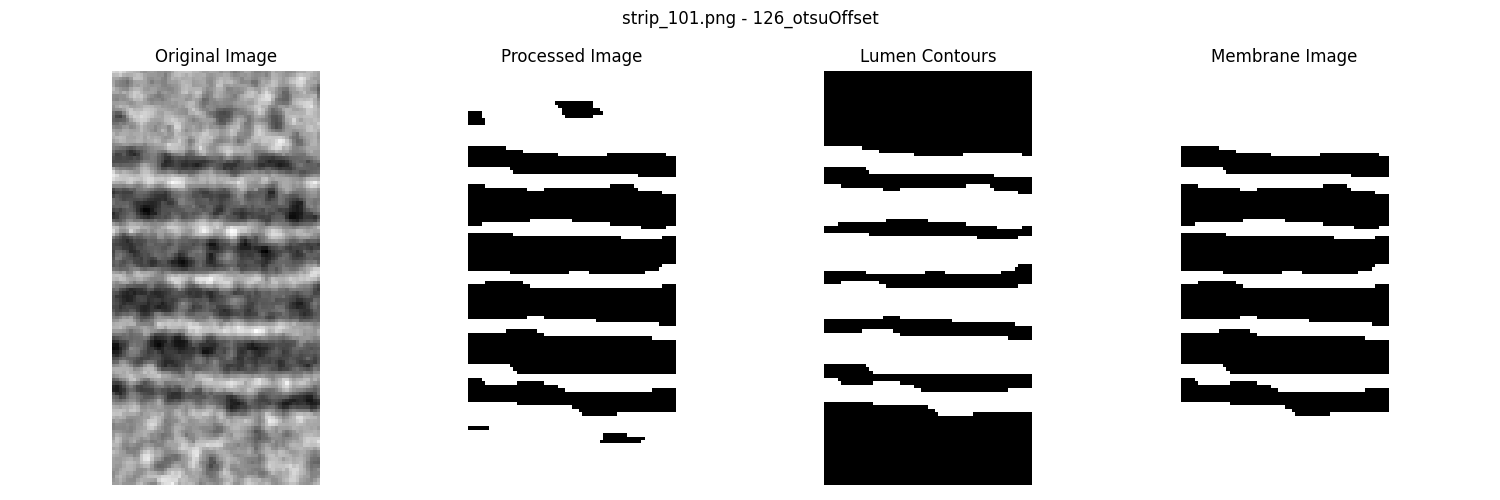 strip_101.png - 126_otsuOffset
Original Image
Processed Image
Lumen Contours
Membrane Image